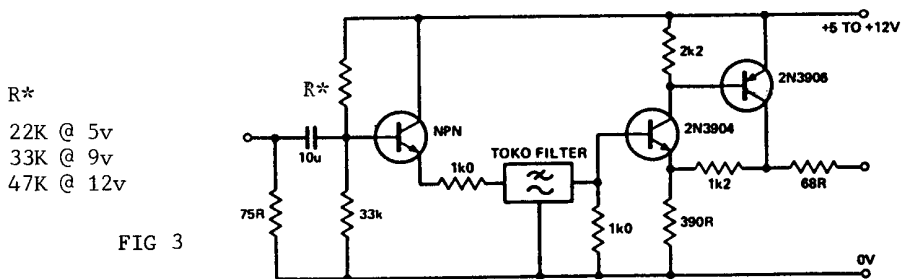 +5 TO +12V
2k2
2N3906
R*
R*
22K @ 5v
33K @ 9v
47K @ 12v
NPN
2N3904
10u
TOKO FILTER
1k0
1k2
68R
75R
33k
1k0
390R
FIG 3
0V